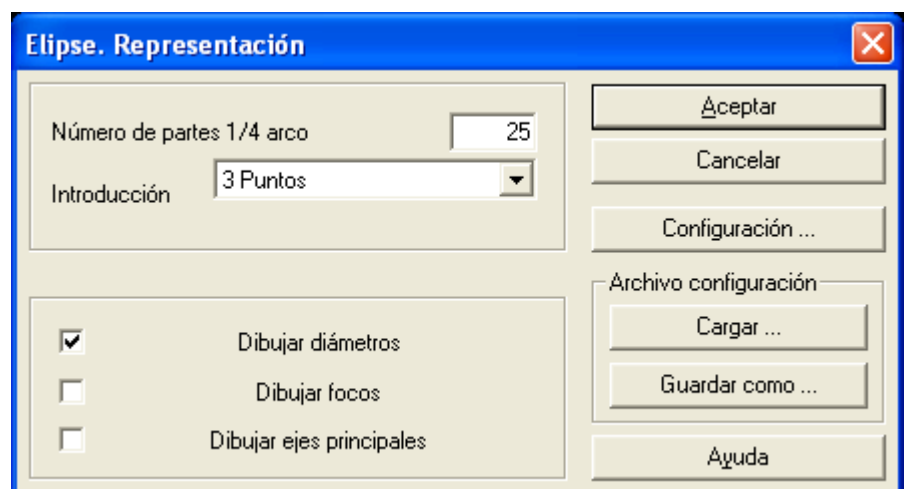 Elipse. Representación
Número de partes 1/4 arco 25
Introducción 3 Puntos
Dibujar diámetros
Dibujar focos
Dibujar ejes principales
Aceptar
Cancelar
Configuración ...
Archivo configuración
Cargar ...
Guardar como ...
Ayuda